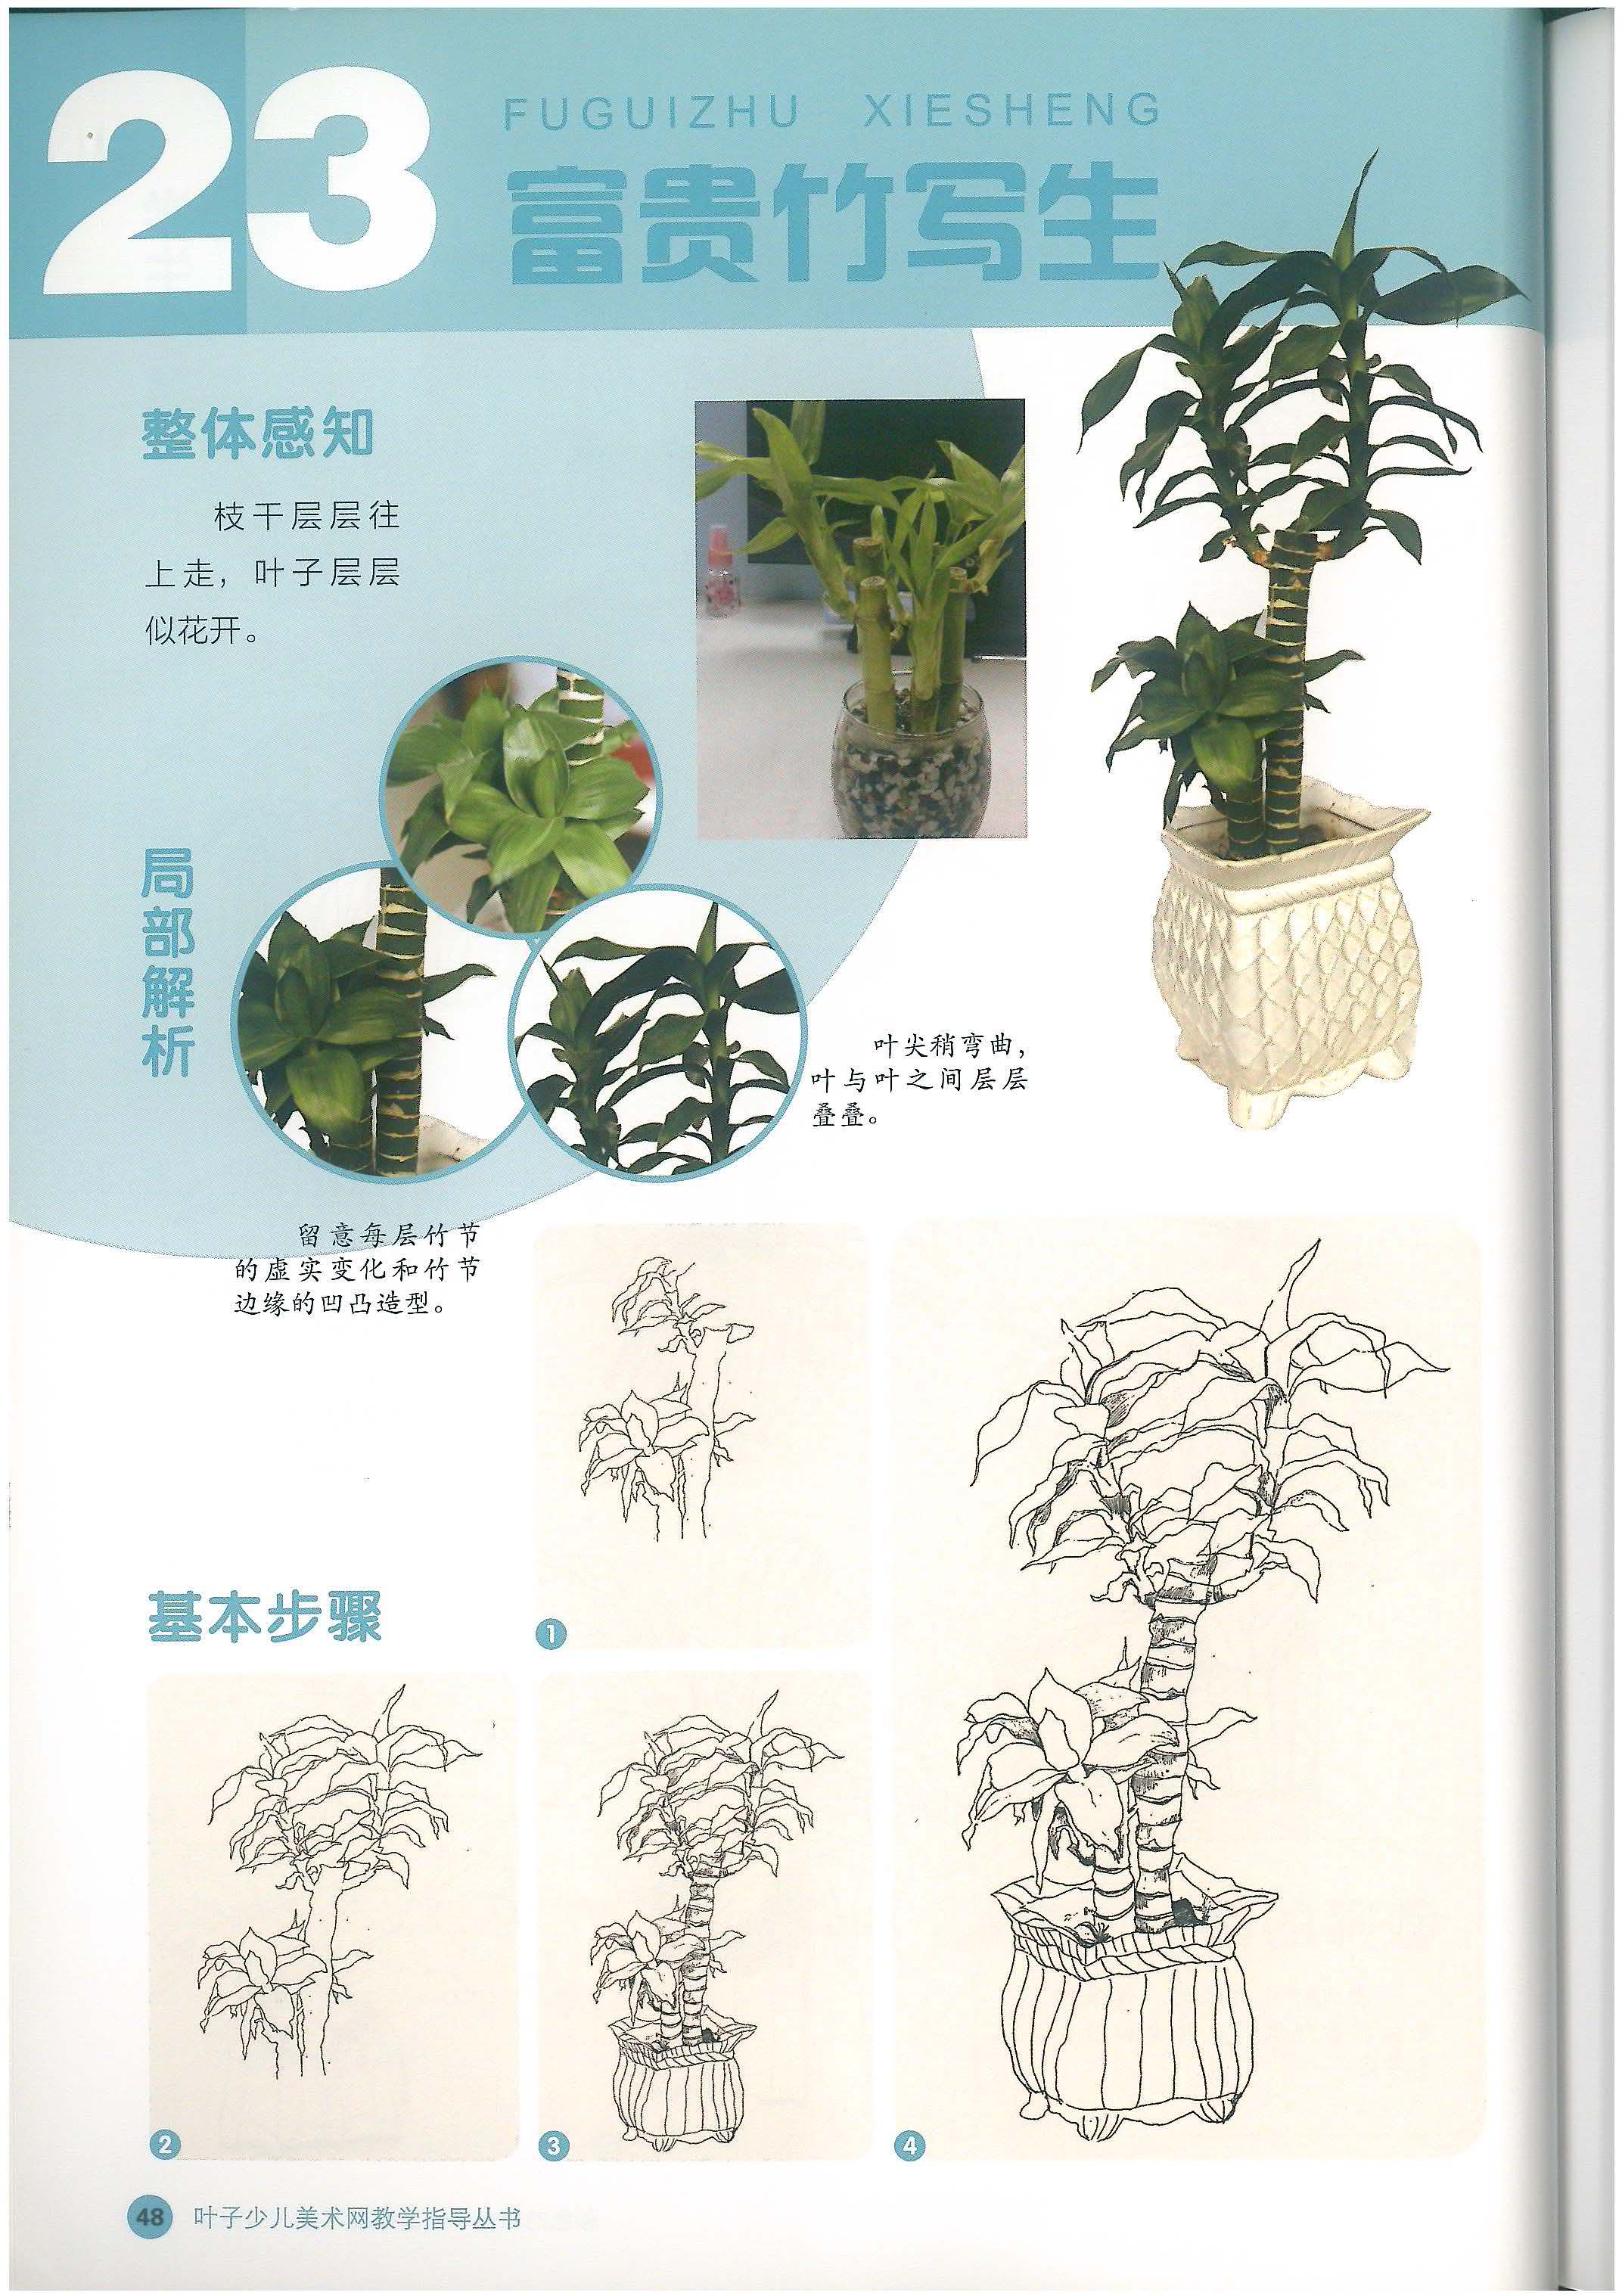 23
FUGUIZHU XIESHENG
富贵竹写生
整体感知
枝干层层往
上走，叶子层层
似花开。
局部解析
叶尖稍弯曲，
叶与叶之间层层
叠叠。
留意每层竹节
的虚实变化和竹节
边缘的凹凸造型。
基本步骤
1
2
3
4
48 叶子少儿美术网教学指导丛书